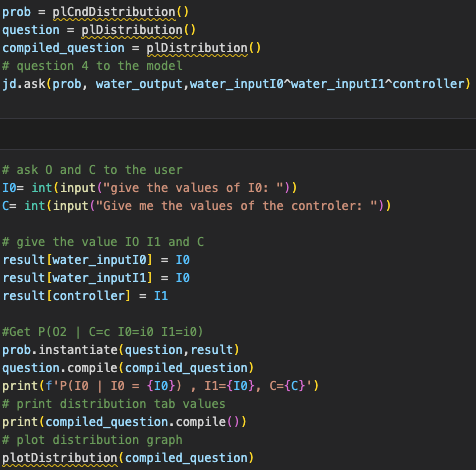 prob = plCndDistribution()
question = plDistribution()
compiled_question = plDistribution()
# question 4 to the model
jd.ask(prob, water_output,water_inputI0^water_inputI1^controller)
# ask O and C to the user
I0= int(input("give the values of I0: "))
C= int(input("Give me the values of the controler: "))
# give the value IO I1 and C
result[water_inputI0] = I0
result[water_inputI1] = I0
result[controller] = I1
#Get P(O2 | C=c I0=i0 I1=i0)
prob.instantiate(question,result)
question.compile(compiled_question)
print(f'P(I0 | I0 = {I0}) , I1={I0}, C={C}')
# print distribution tab values
print(compiled_question.compile())
# plot distribution graph
plotDistribution(compiled_question)